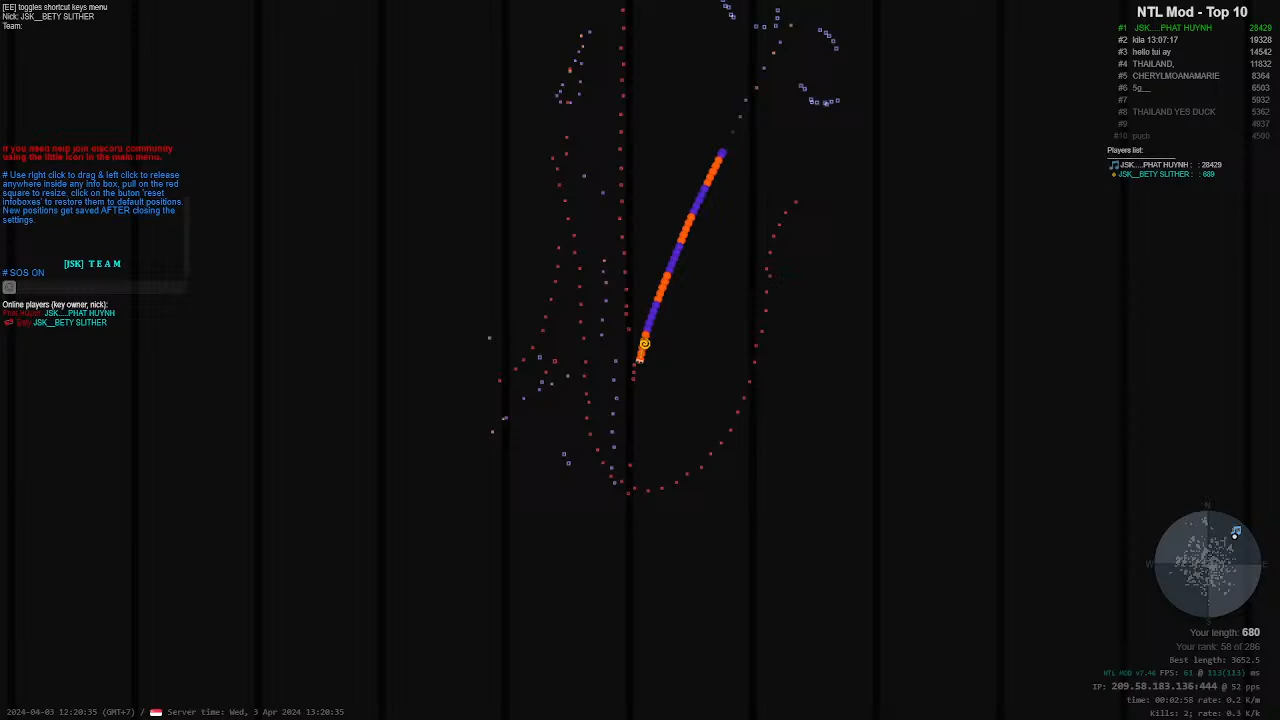 [EE] toggles shortcut keys menu
Nick: JSK__BETY SLITHER
Team:
If you need help join discord community
using the little icon in the main menu.
# Use right click to drag & left click to release
anywhere inside any info box, pull on the red
square to resize, click on the buton 'reset
infoboxes' to restore them to default positions.
New positions get saved AFTER closing the
settings.
[JSK] T E A M
# SOS ON
Online players (key owner, nick):
JSK.....PHAT HUYNH
JSK__BETY SLITHER
NTL Mod - Top 10
#1 JSK.....PHAT HUYNH 28429
#2 kila 13:07:17 19328
#3 hello tui ay 14542
#4 THAILAND, 11832
#5 CHERYLMOANAMARIE 8364
#6 5g__ 6503
#7 5932
#8 THAILAND YES DUCK 5362
#9 4937
#10 puch 4590
Players list:
JSK.....PHAT HUYNH : : 28429
JSK__BETY SLITHER : : 689
N
W
E
S
Your length: 680
Your rank: 58 of 286
Best length: 3652.5
FPS: 61 @ 113(113) ms
IP: 209.58.183.136:444 @ 52 pps
time: 00:02:58 rate: 0.2 K/m
Kills: 2; rate: 0.3 K/k
2024-04-03 12:20:35 (GMT+7) / Server time: Wed, 3 Apr 2024 13:20:35